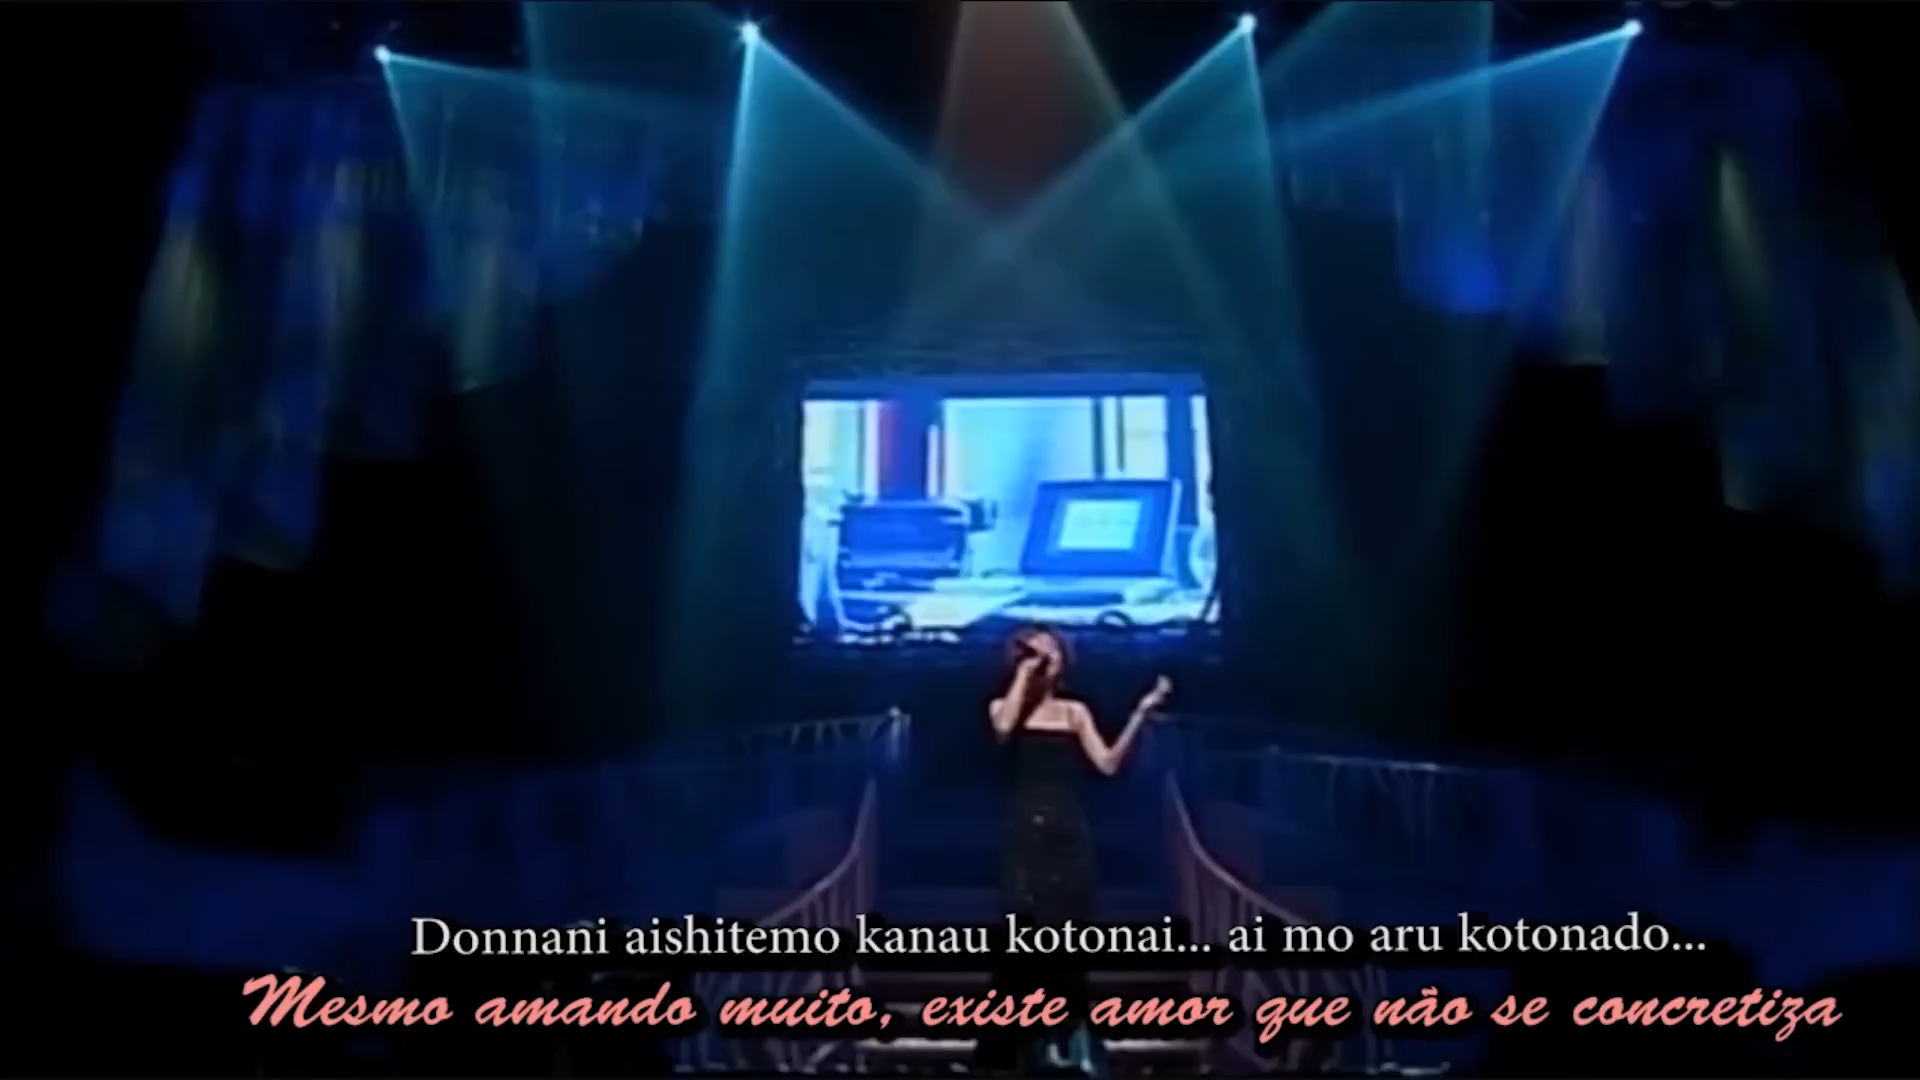 Donnani aishitemo kanau kotonai... ai mo aru kotonado...
Mesmo amando muito, existe amor que não se concretiza